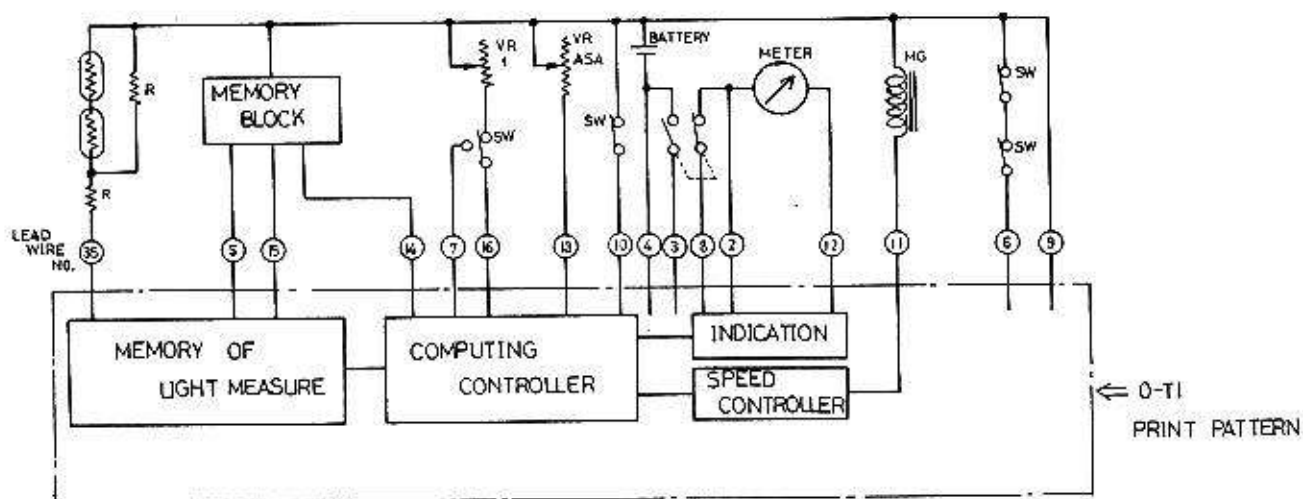 BATTERY
METER
VR
1
VR
ASA
MG
R
MEMORY
BLOCK
SW
SW
SW
SW
R
LEAD
WIRE
NO.
35
5
15
14
7
16
13
10
4
3
8
2
12
11
6
9
MEMORY OF
LIGHT MEASURE
COMPUTING
CONTROLLER
INDICATION
SPEED
CONTROLLER
O-T1
PRINT PATTERN